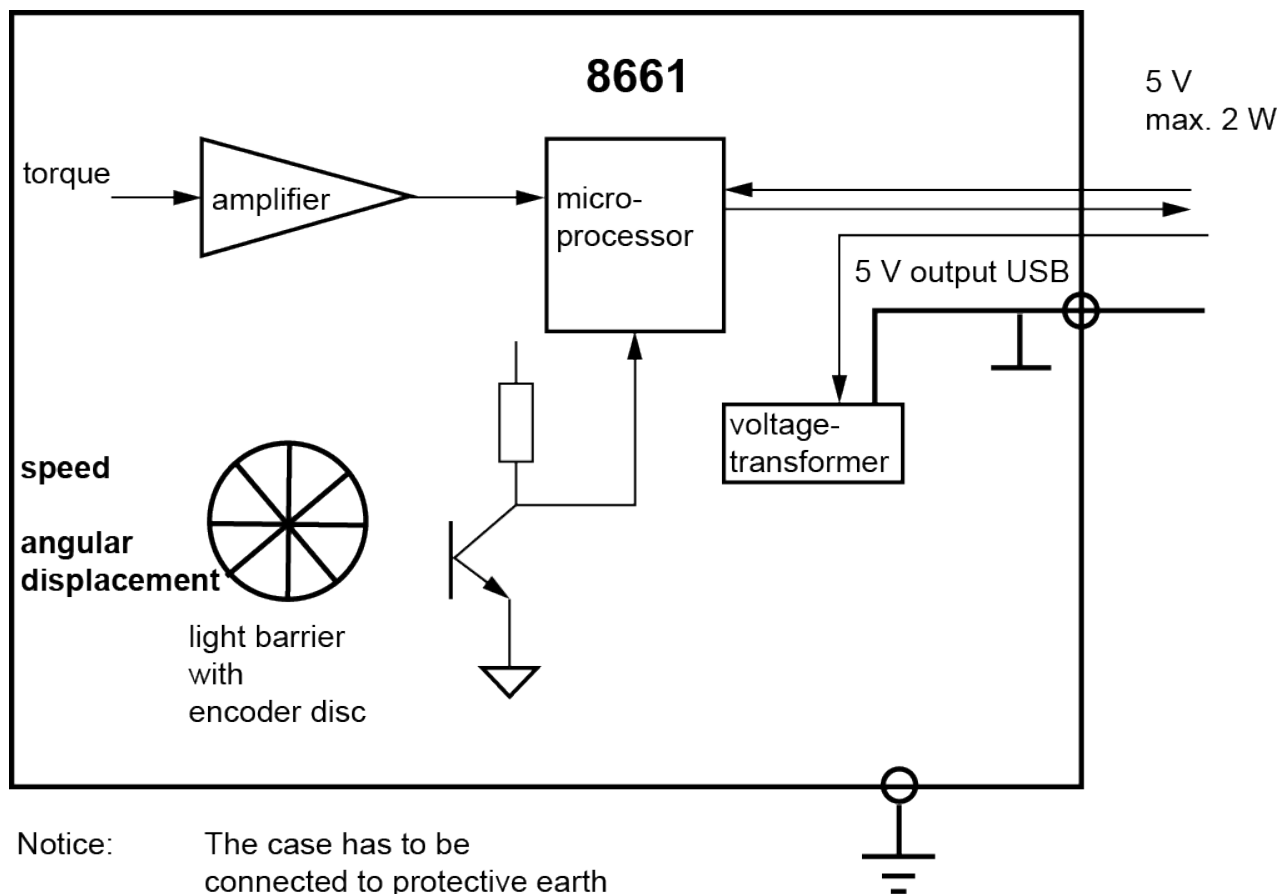 8661
5 V
max. 2 W
torque
amplifier
micro-
processor
5 V output USB
voltage-
transformer
speed
angular
displacement
light barrier
with
encoder disc
Notice:
The case has to be
connected to protective earth